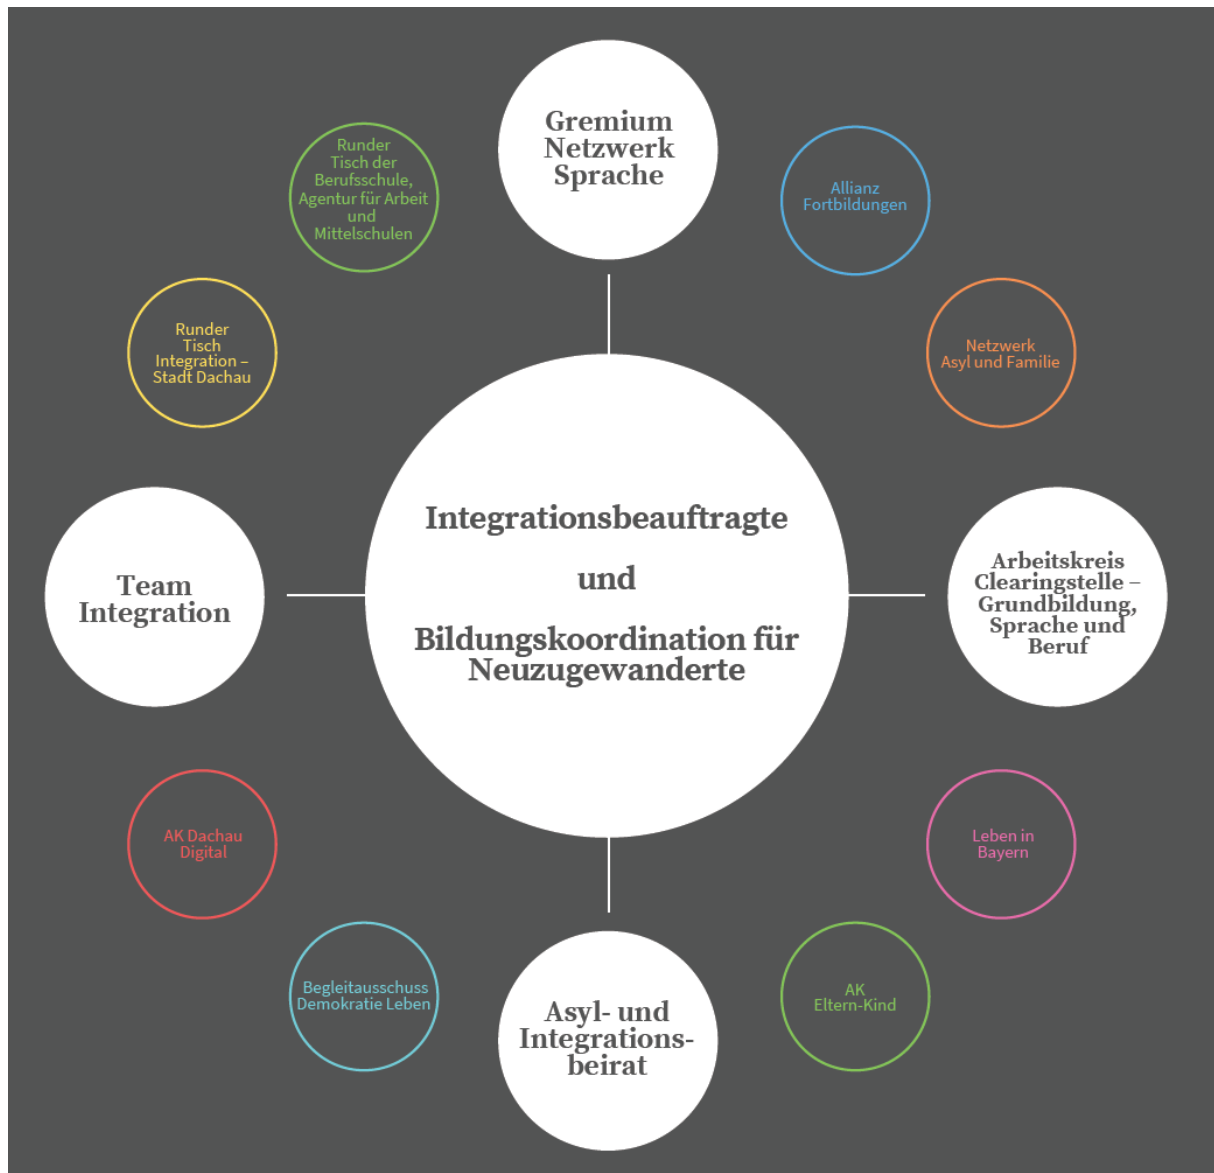 Gremium
Netzwerk
Sprache
Runder
Tisch der
Berufsschule,
Agentur für Arbeit
und
Mittelschulen
Allianz
Fortbildungen
Runder
Tisch
Integration –
Stadt Dachau
Netzwerk
Asyl und Familie
Integrationsbeauftragte
und
Bildungskoordination für
Neuzugewanderte
Team
Integration
Arbeitskreis
Clearingstelle –
Grundbildung,
Sprache und
Beruf
AK Dachau
Digital
Leben in
Bayern
Begleitausschuss
Demokratie Leben
AK
Eltern-Kind
Asyl- und
Integrations-
beirat